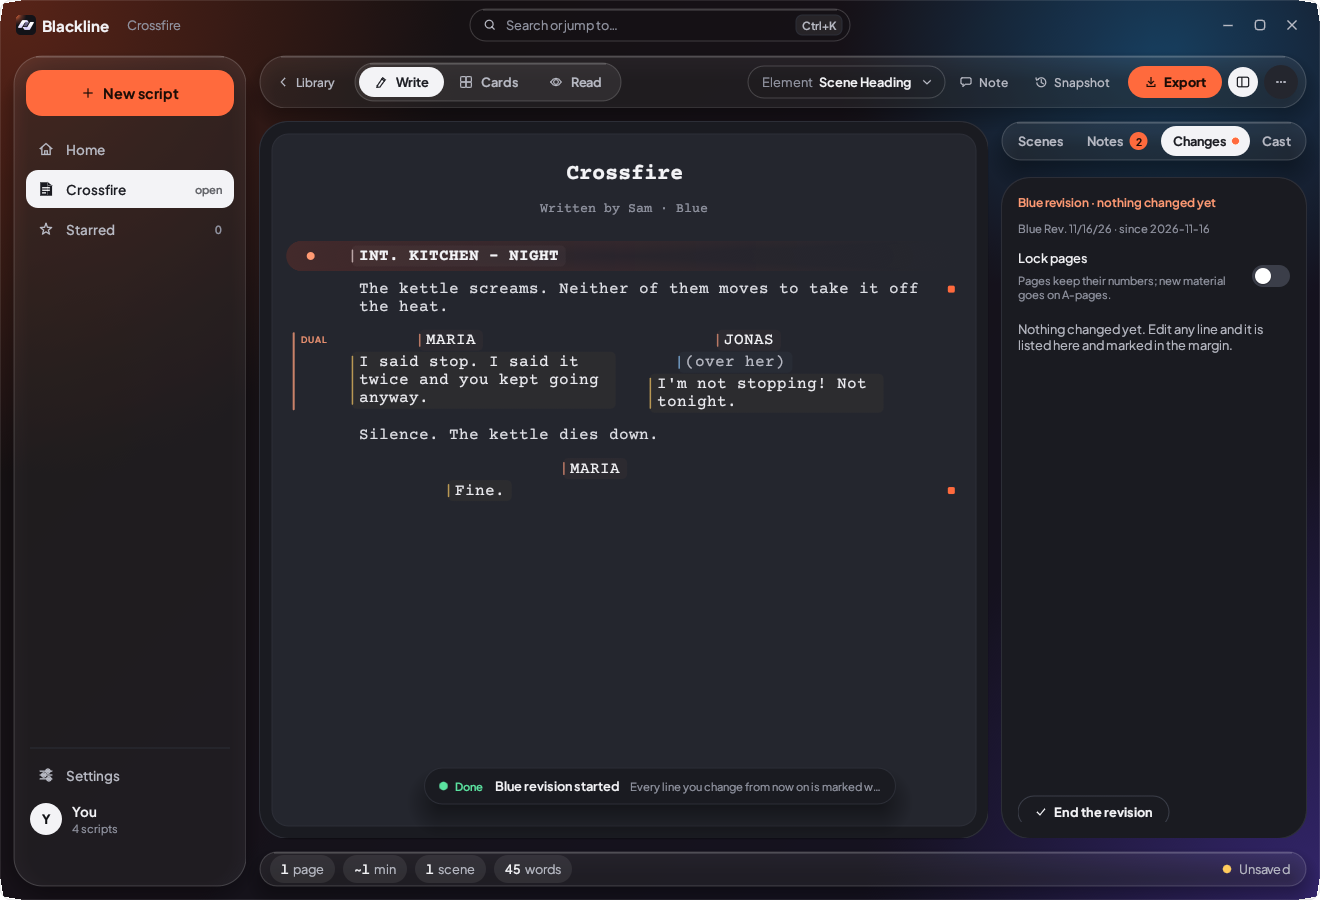 Blackline
Crossfire
Search or jump to...
Ctrl+K
New script
Home
Crossfire
open
Starred
0
Settings
Y
You
4 scripts
Library
Write
Cards
Read
Element
Scene Heading
Note
Snapshot
Export
Crossfire
Written by Sam · Blue
INT. KITCHEN - NIGHT
The kettle screams. Neither of them moves to take it off
the heat.
DUAL
MARIA
I said stop. I said it
twice and you kept going
anyway.
JONAS
(over her)
I'm not stopping! Not
tonight.
Silence. The kettle dies down.
MARIA
Fine.
Done
Blue revision started
Every line you change from now on is marked w...
Scenes
Notes
2
Changes
Cast
Blue revision · nothing changed yet
Blue Rev. 11/16/26 · since 2026-11-16
Lock pages
Pages keep their numbers; new material
goes on A-pages.
Nothing changed yet. Edit any line and it is
listed here and marked in the margin.
End the revision
1 page
~1 min
1 scene
45 words
Unsaved